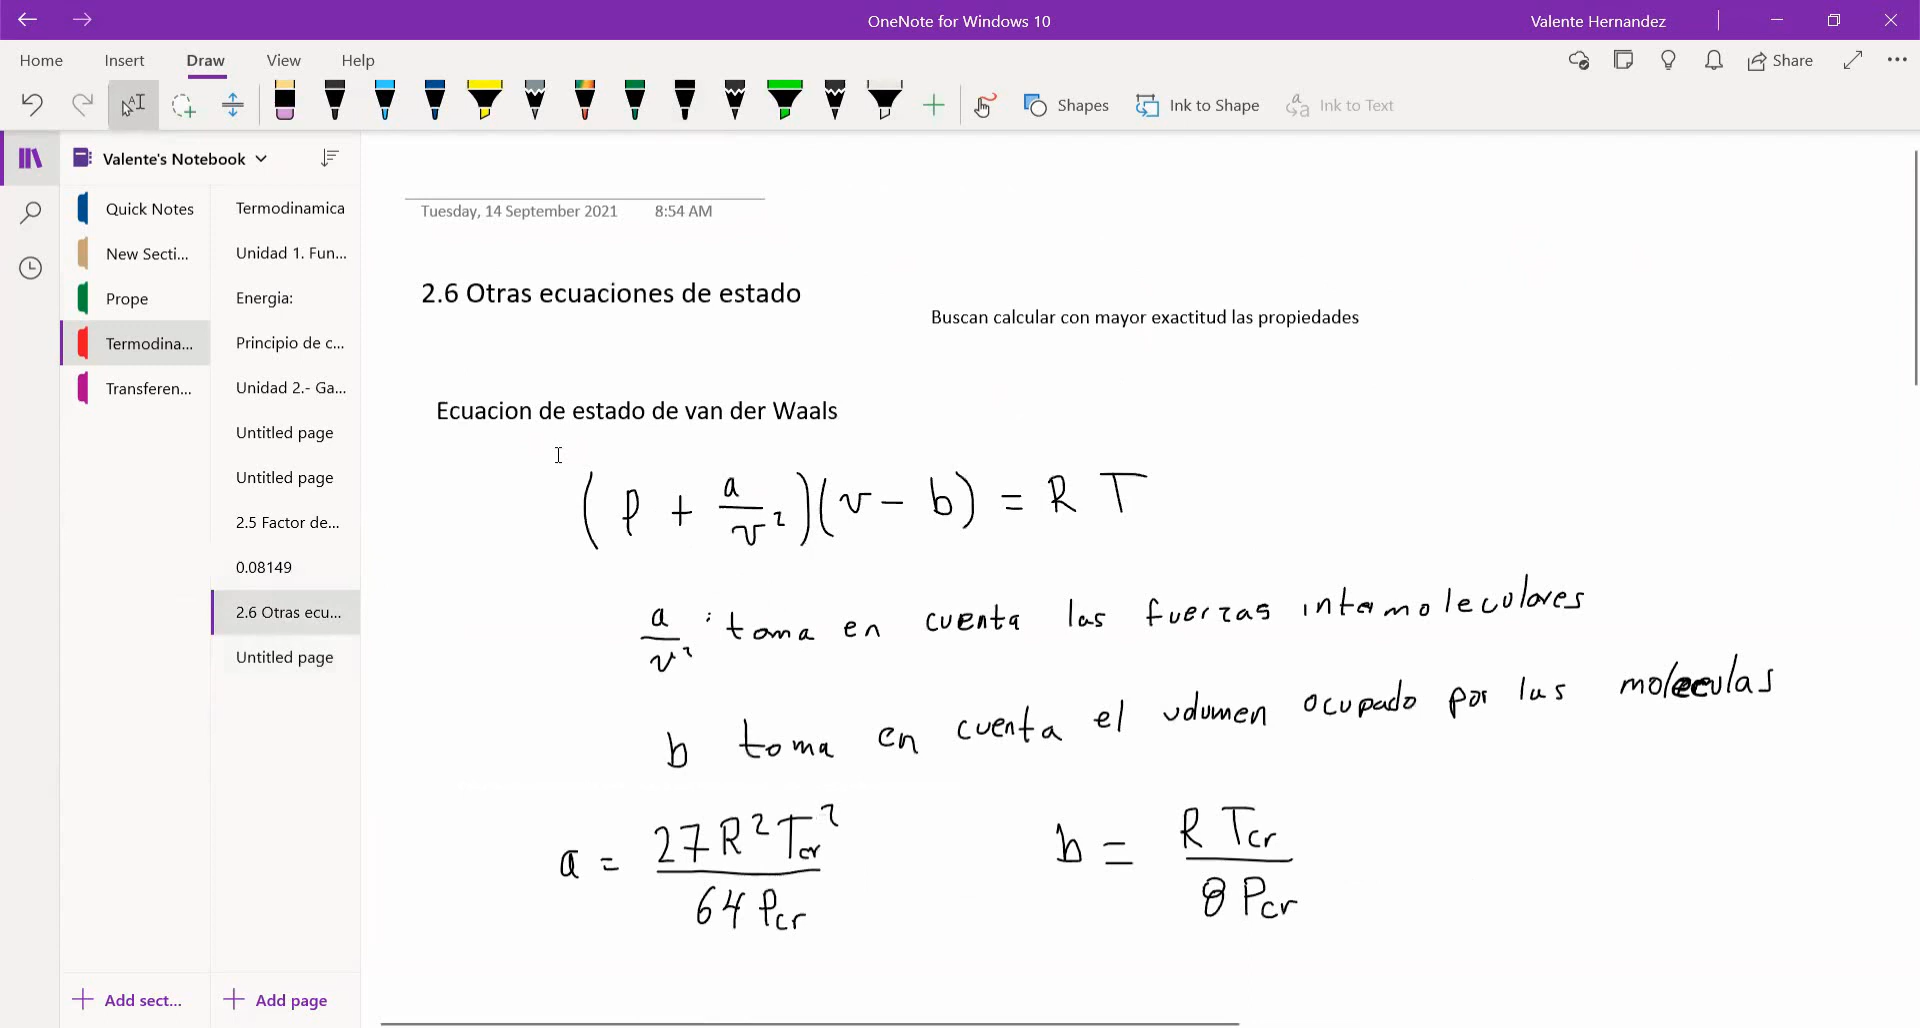 OneNote for Windows 10
Valente Hernandez
Home Insert Draw View Help
Share
Shapes Ink to Shape Ink to Text
Valente's Notebook
Quick Notes
New Secti...
Prope
Termodina...
Transferen...
Termodinamica
Unidad 1. Fun...
Energia:
Principio de c...
Unidad 2.- Ga...
Untitled page
Untitled page
2.5 Factor de...
0.08149
2.6 Otras ecu...
Untitled page
Add sect...
Add page
Tuesday, 14 September 2021 8:54 AM
2.6 Otras ecuaciones de estado
Buscan calcular con mayor exactitud las propiedades
Ecuacion de estado de van der Waals
(P + a/v²)(v - b) = R T
a/v² : toma en cuenta las fuerzas intermoleculares
b toma en cuenta el volumen ocupado por las moleculas
a = 27R²Tcr²/64Pcr b = R Tcr/8 Pcr